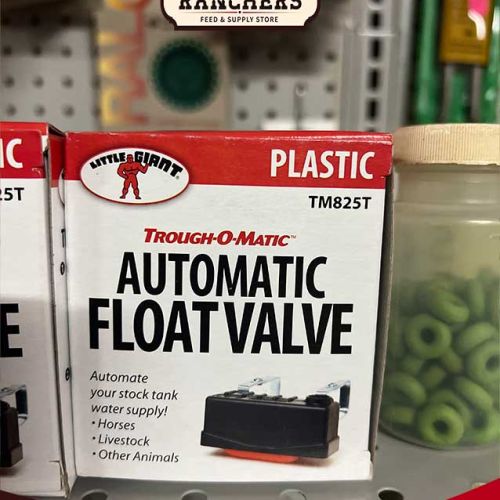 RANCHERS
FEED & SUPPLY STORE
IC
25T
E
LITTLE GIANT
PLASTIC
TM825T
TROUGH-O-MATIC™
AUTOMATIC
FLOAT VALVE
Automate
your stock tank
water supply!
• Horses
• Livestock
• Other Animals